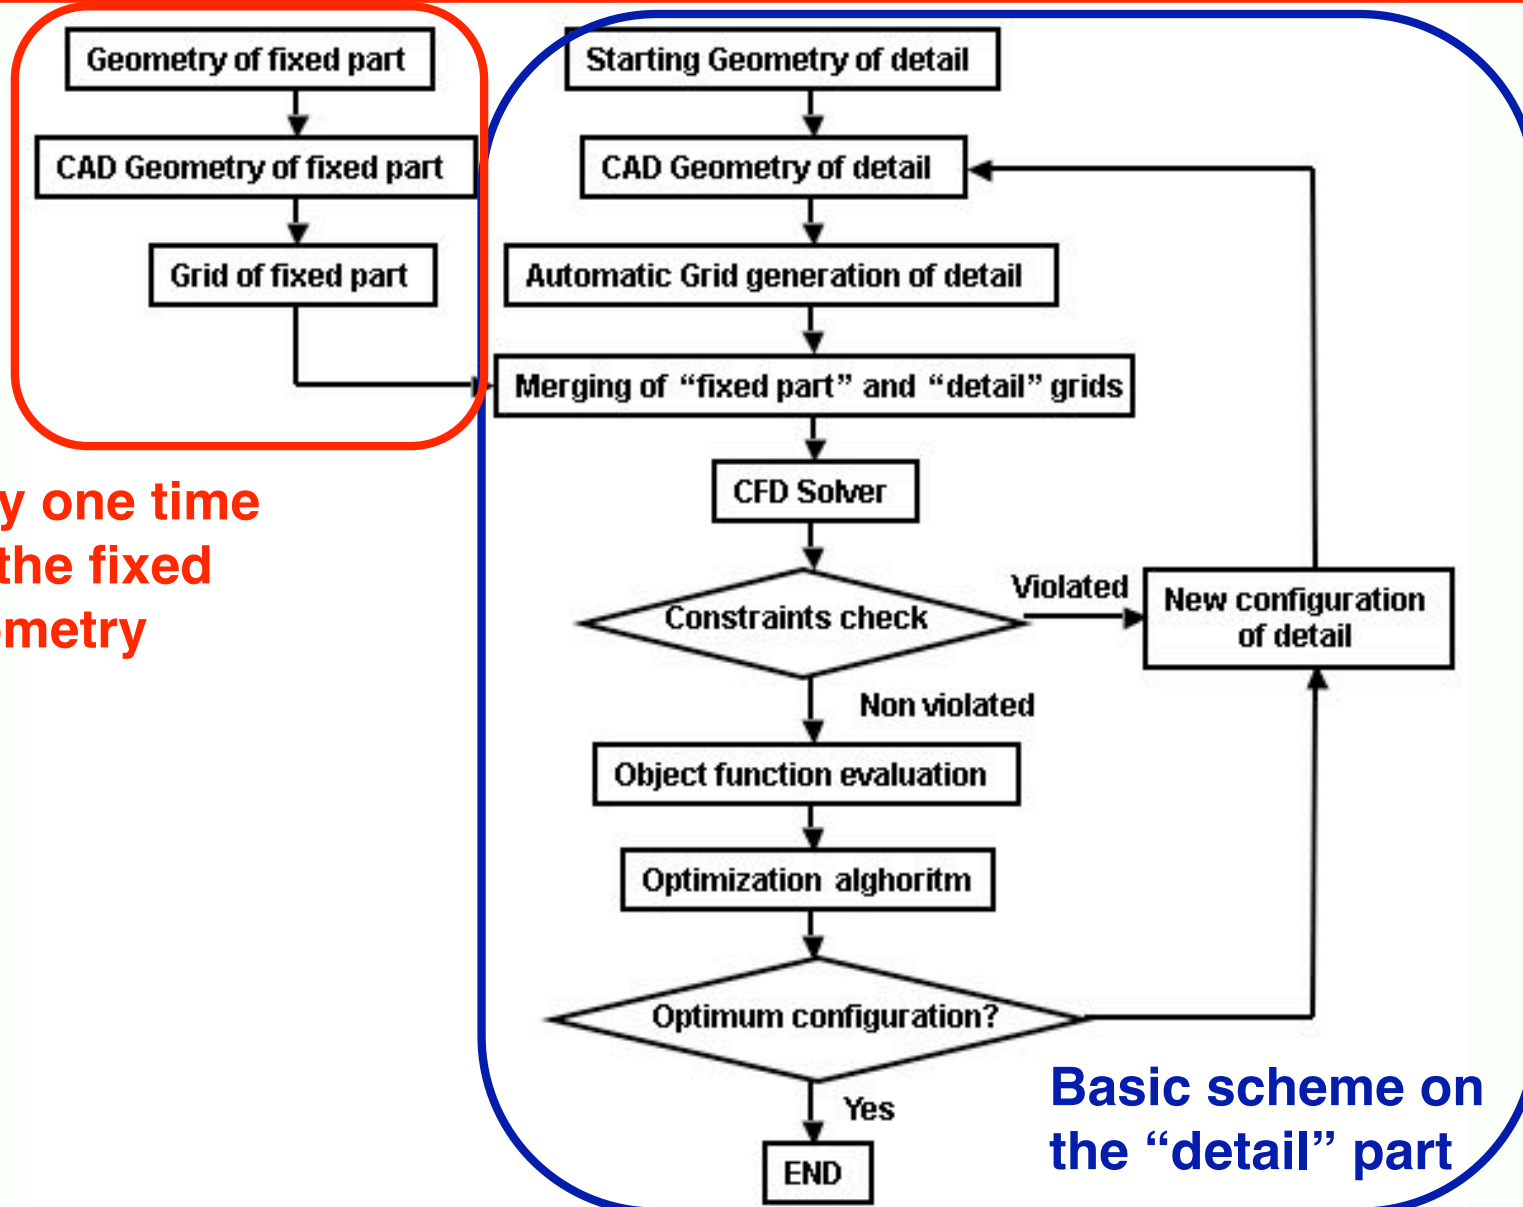 Geometry of fixed part
CAD Geometry of fixed part
Grid of fixed part
y one time
the fixed
metry
Starting Geometry of detail
CAD Geometry of detail
Automatic Grid generation of detail
Merging of “fixed part” and “detail” grids
CFD Solver
Constraints check
Violated
New configuration
of detail
Non violated
Object function evaluation
Optimization alghoritm
Optimum configuration?
Yes
END
Basic scheme on
the “detail” part